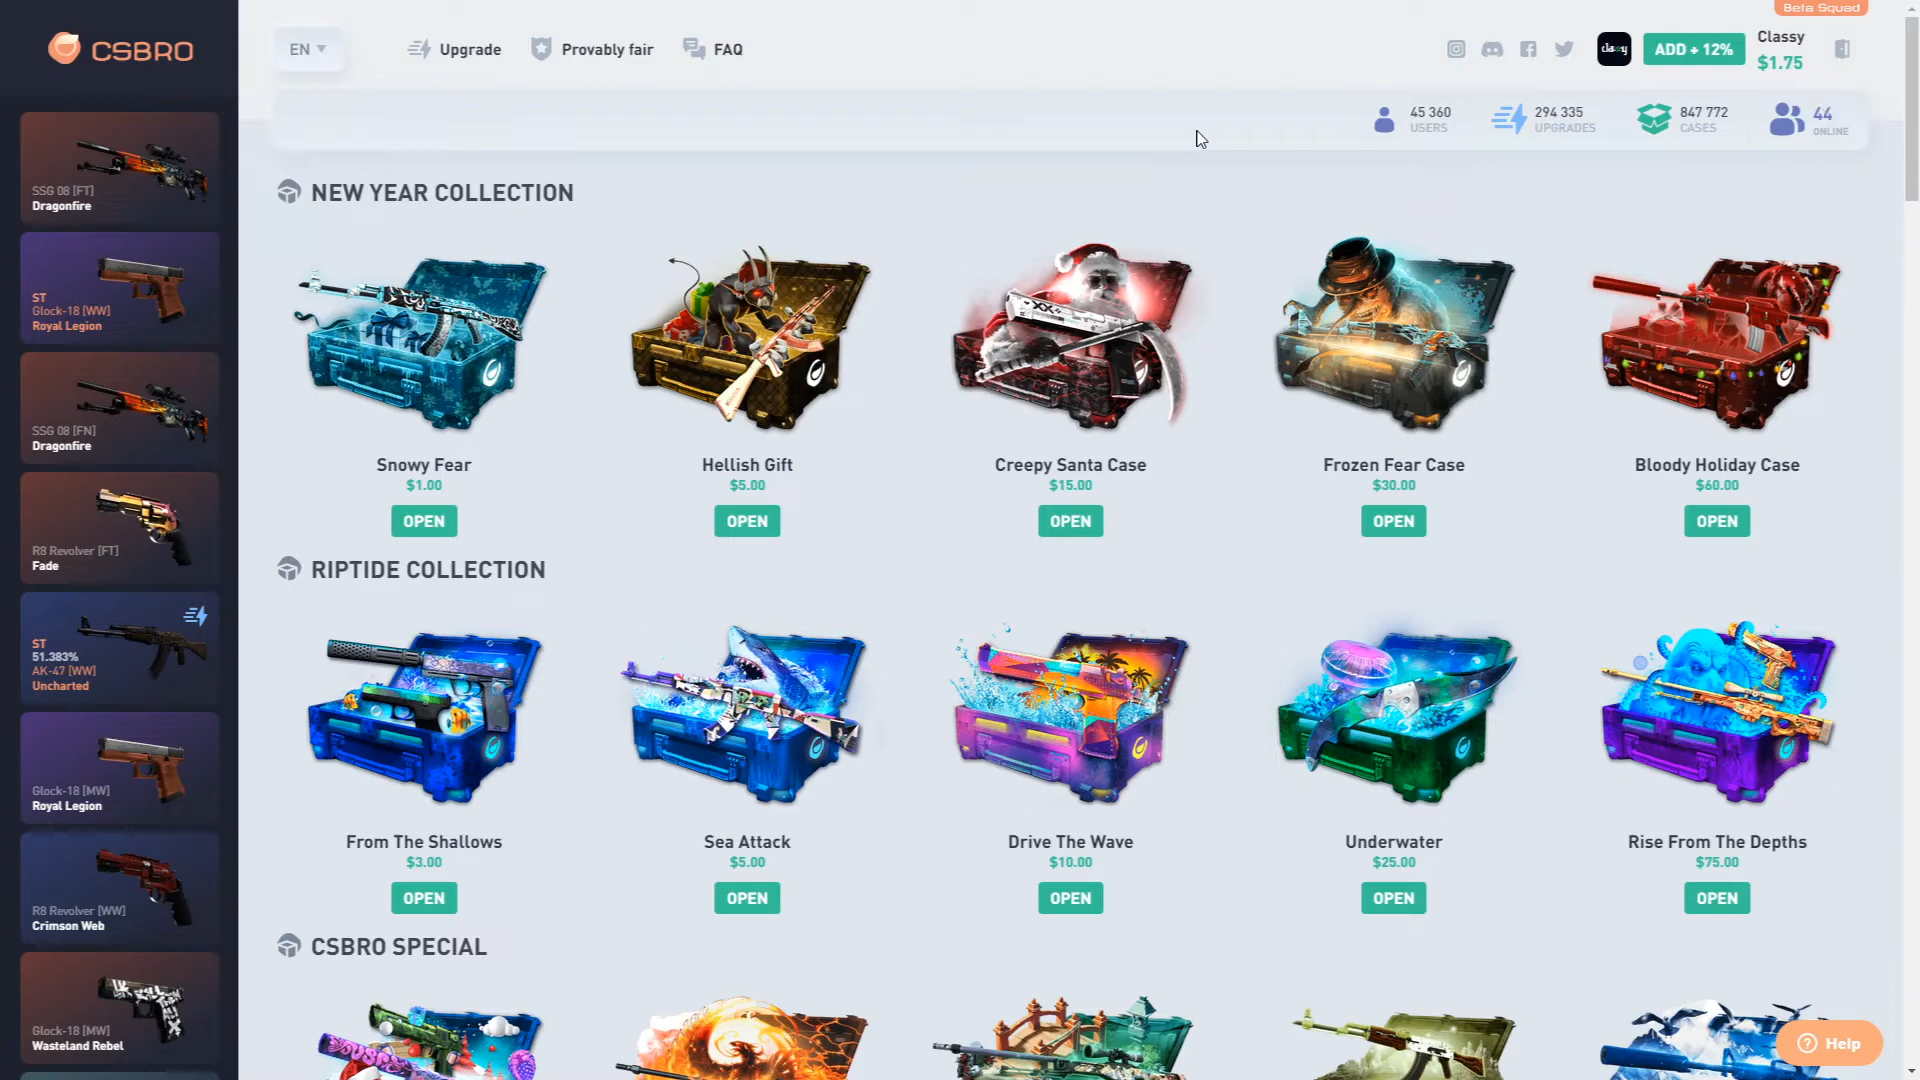 Beta Squad
CSBRO
EN
Upgrade
Provably fair
FAQ
classy
ADD + 12%
Classy
$1.75
45 360
USERS
294 335
UPGRADES
847 772
CASES
44
ONLINE
SSG 08 [FT]
Dragonfire
ST
Glock-18 [WW]
Royal Legion
SSG 08 [FN]
Dragonfire
R8 Revolver [FT]
Fade
ST
51.383%
AK-47 [WW]
Uncharted
Glock-18 [MW]
Royal Legion
R8 Revolver [WW]
Crimson Web
Glock-18 [MW]
Wasteland Rebel
NEW YEAR COLLECTION
Snowy Fear
$1.00
OPEN
Hellish Gift
$5.00
OPEN
Creepy Santa Case
$15.00
OPEN
Frozen Fear Case
$30.00
OPEN
Bloody Holiday Case
$60.00
OPEN
RIPTIDE COLLECTION
From The Shallows
$3.00
OPEN
Sea Attack
$5.00
OPEN
Drive The Wave
$10.00
OPEN
Underwater
$25.00
OPEN
Rise From The Depths
$75.00
OPEN
CSBRO SPECIAL
Help